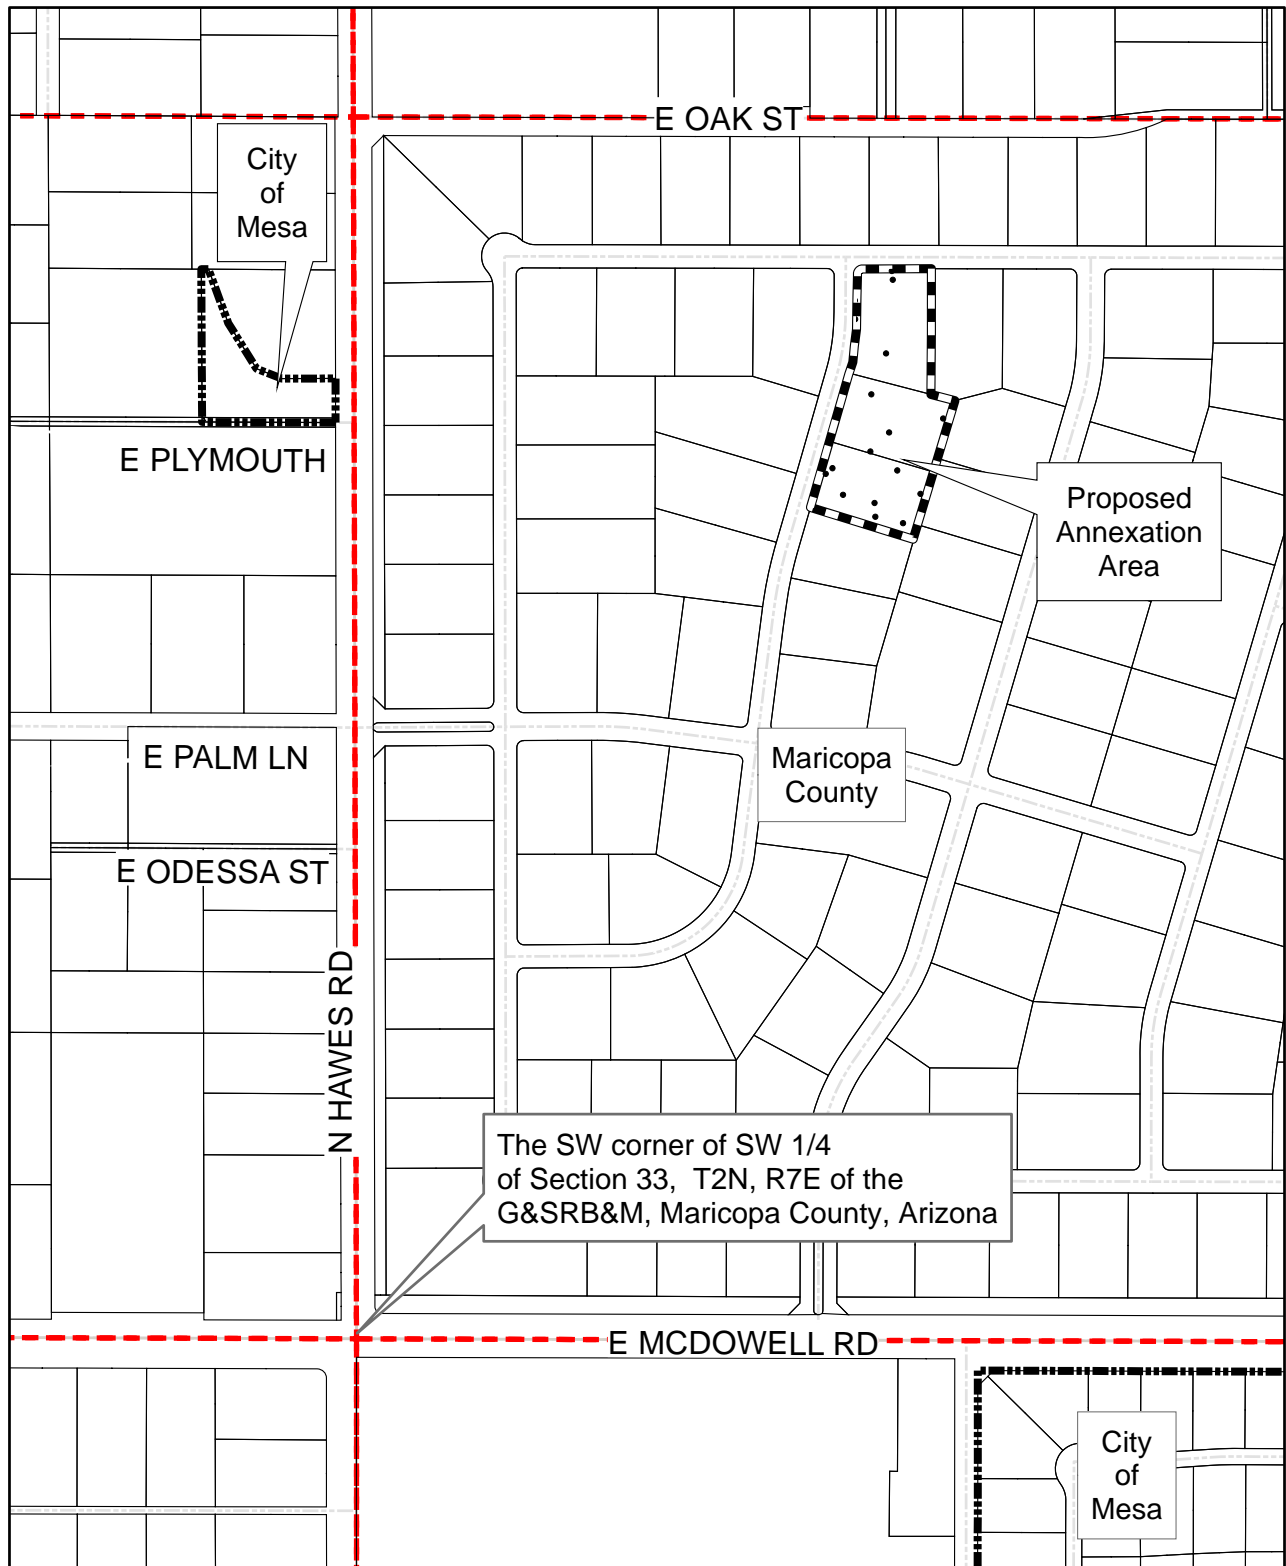 E OAK ST
City
of
Mesa
E PLYMOUTH
Proposed
Annexation
Area
E PALM LN
Maricopa
County
E ODESSA ST
N HAWES RD
The SW corner of SW 1/4
of Section 33, T2N, R7E of the
G&SRB&M, Maricopa County, Arizona
E MCDOWELL RD
City
of
Mesa